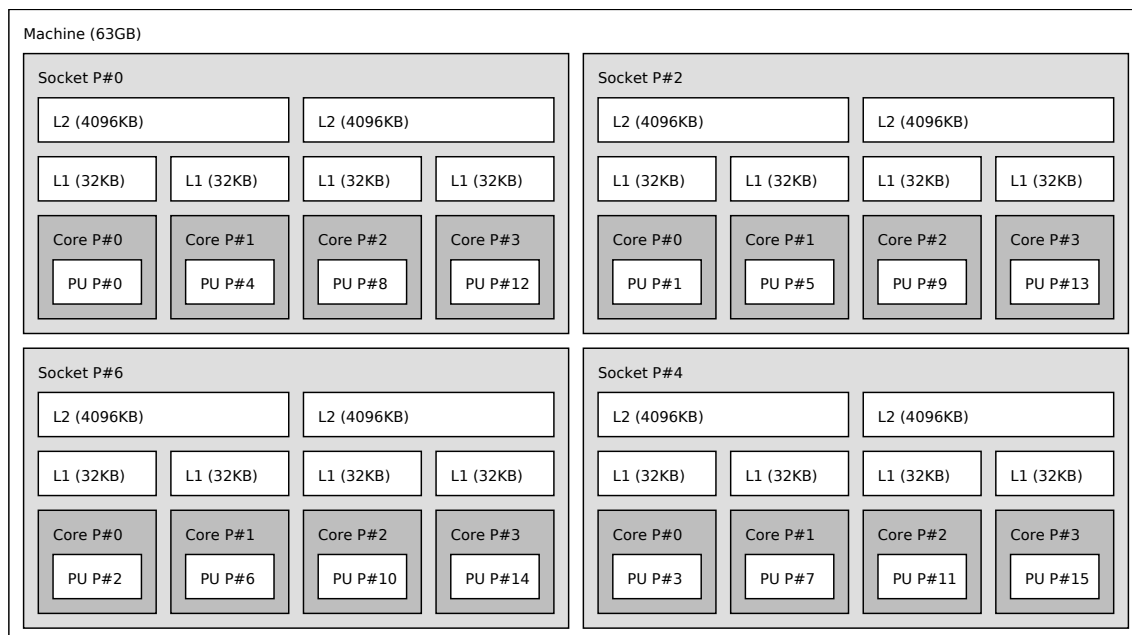 Machine (63GB)
Socket P#0
L2 (4096KB) L2 (4096KB)
L1 (32KB) L1 (32KB) L1 (32KB) L1 (32KB)
Core P#0 Core P#1 Core P#2 Core P#3
PU P#0 PU P#4 PU P#8 PU P#12
Socket P#2
L2 (4096KB) L2 (4096KB)
L1 (32KB) L1 (32KB) L1 (32KB) L1 (32KB)
Core P#0 Core P#1 Core P#2 Core P#3
PU P#1 PU P#5 PU P#9 PU P#13
Socket P#6
L2 (4096KB) L2 (4096KB)
L1 (32KB) L1 (32KB) L1 (32KB) L1 (32KB)
Core P#0 Core P#1 Core P#2 Core P#3
PU P#2 PU P#6 PU P#10 PU P#14
Socket P#4
L2 (4096KB) L2 (4096KB)
L1 (32KB) L1 (32KB) L1 (32KB) L1 (32KB)
Core P#0 Core P#1 Core P#2 Core P#3
PU P#3 PU P#7 PU P#11 PU P#15